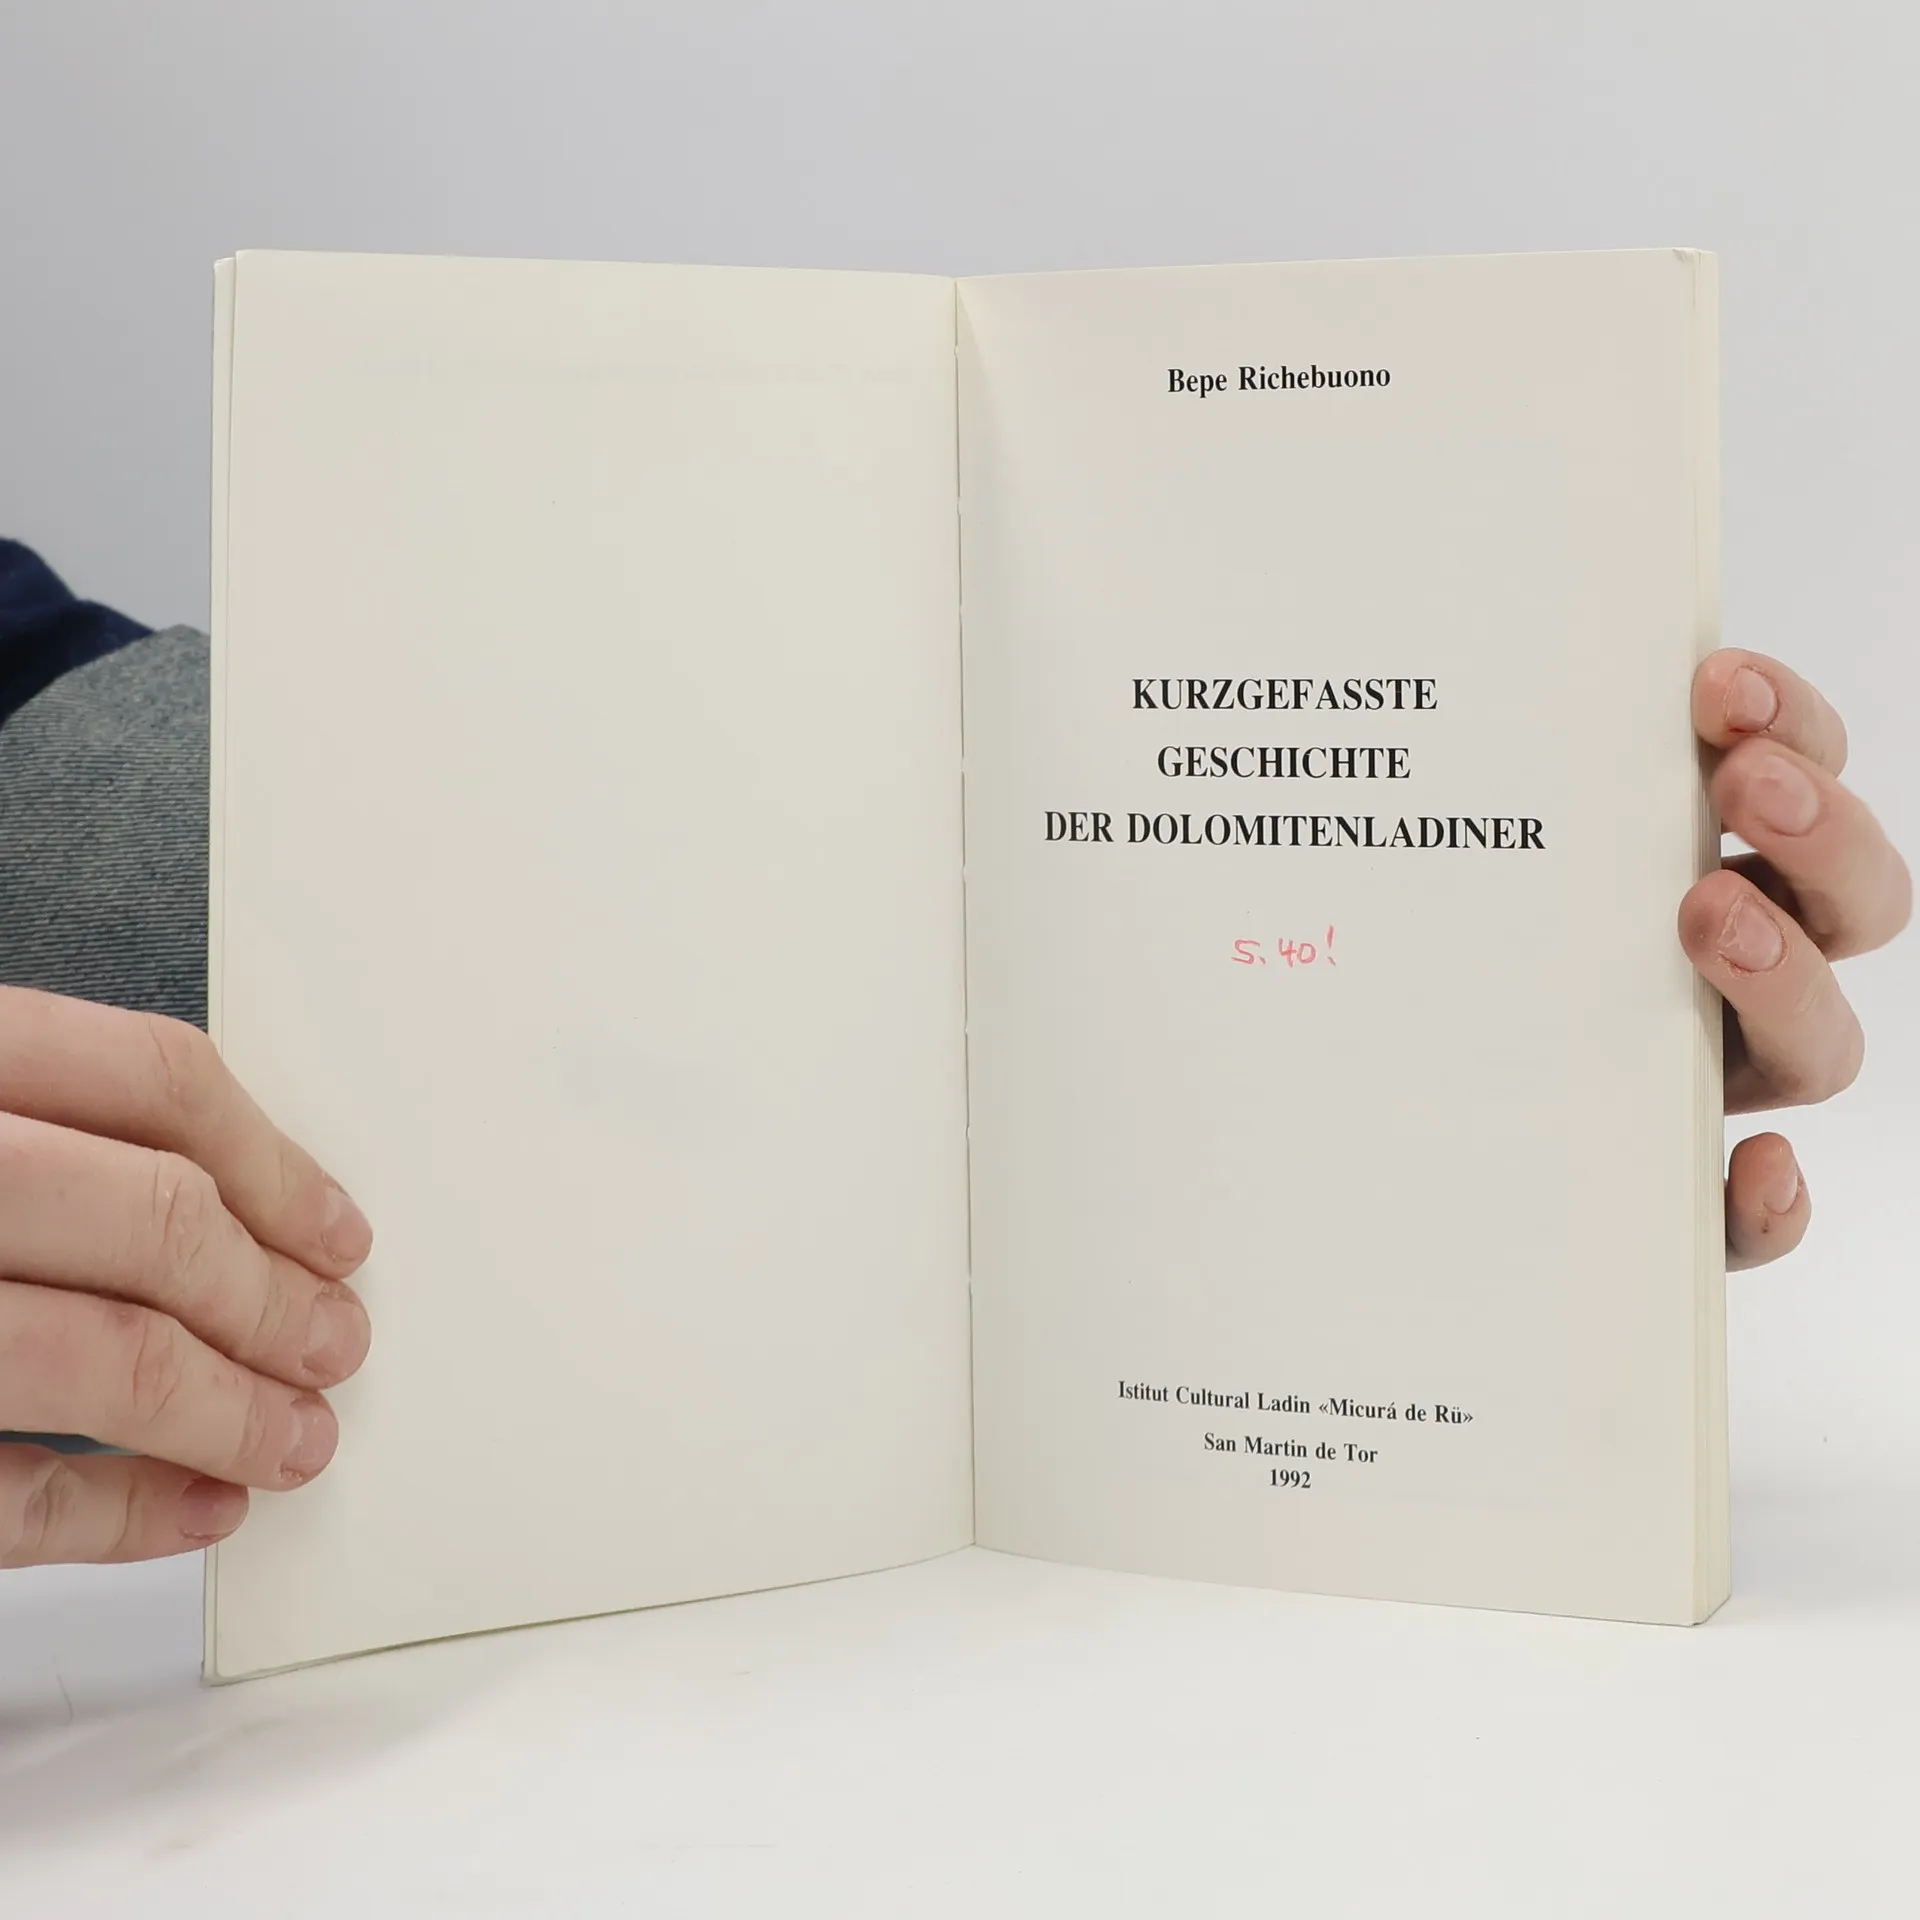 Bepe Richebuono
KURZGEFASSTE
GESCHICHTE
DER DOLOMITENLADINER
S. 40!
Istitut Cultural Ladin «Micurá de Rü»
San Martin de Tor
1992